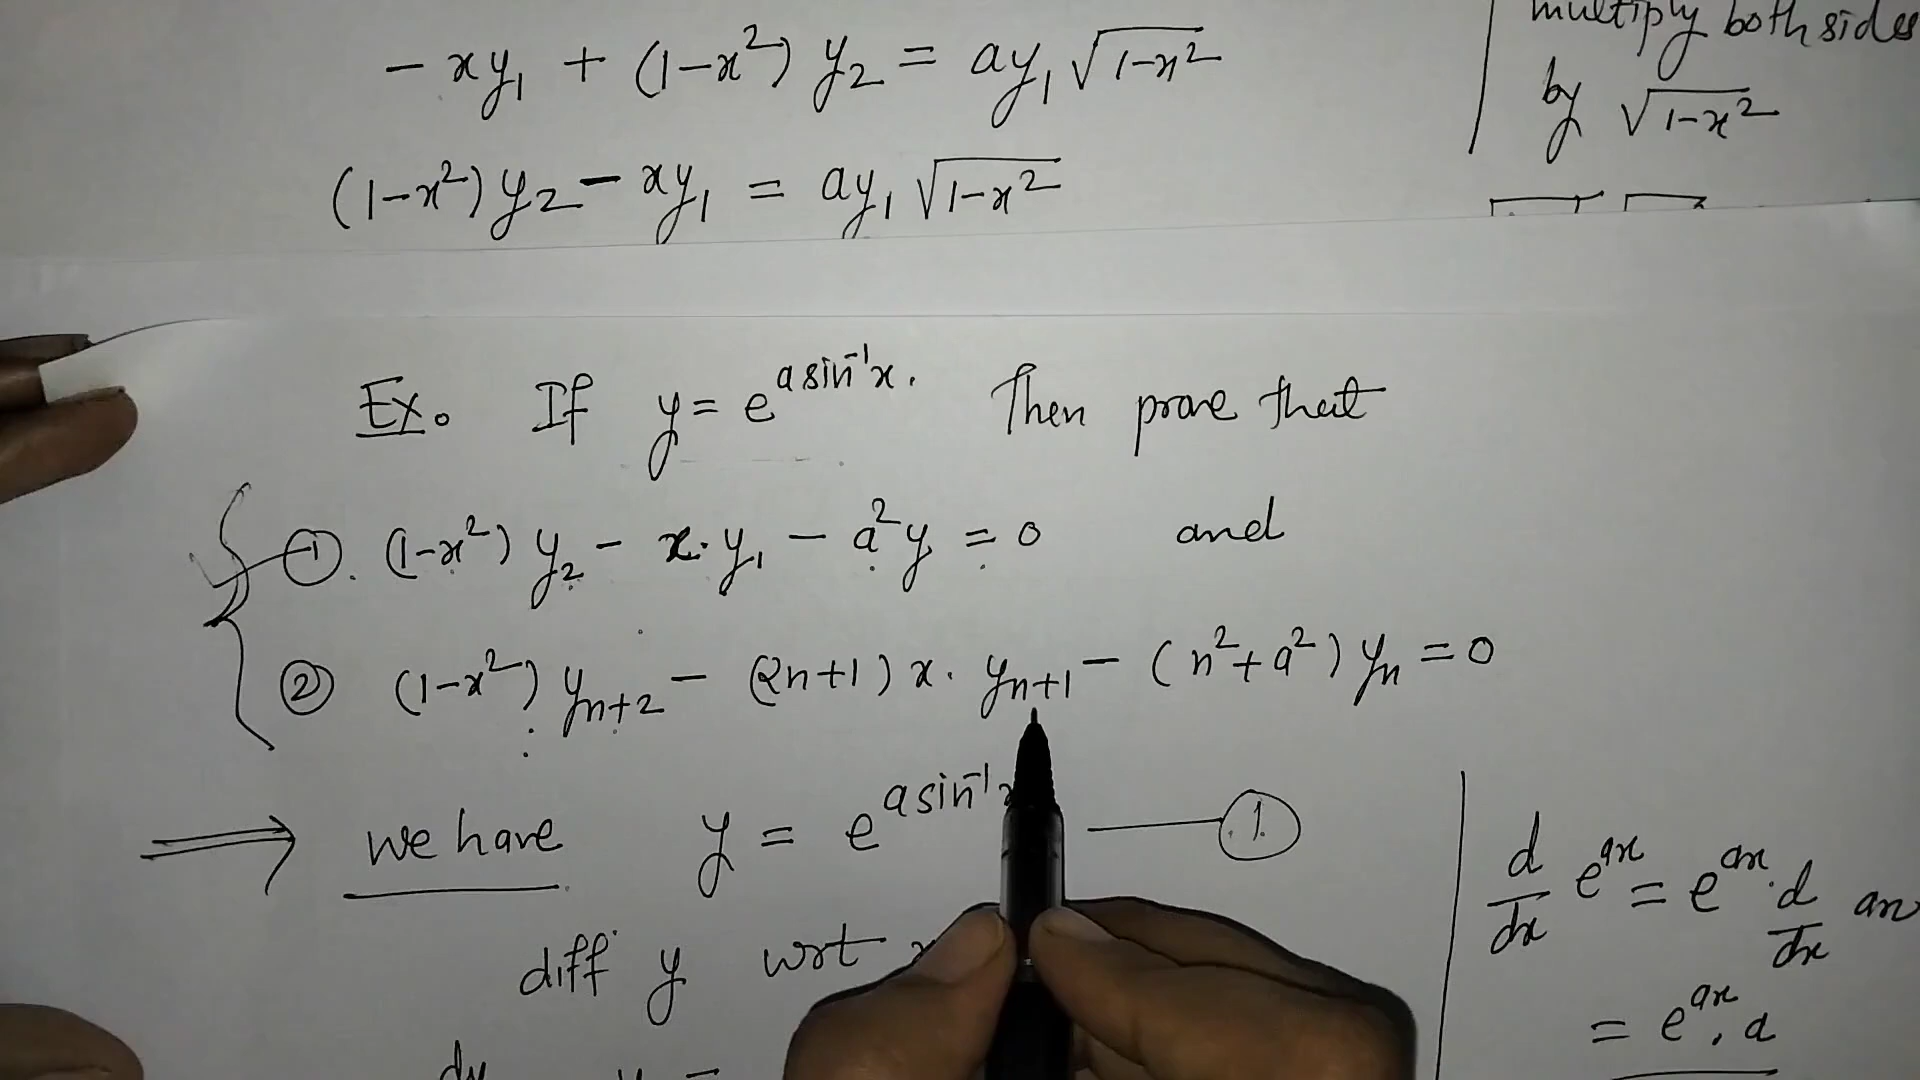 - xy₁ + (1-x²) y₂ = ay₁ √1-x²
(1-x²) y₂ - xy₁ = ay₁ √1-x²
multiply both sides
by √1-x²
Ex. If y = e^(a sin⁻¹x). Then prove that
①. (1-x²) y₂ - x. y₁ - a²y = 0 and
② (1-x²) yₙ₊₂ - (2n+1) x. yₙ₊₁ - (n²+a²) yₙ = 0
⟹ we have y = e^(a sin⁻¹ —— ①
diff y wrt
dy
d/dx e^(ax) = e^(ax) . d/dx ax
= e^(ax) . a